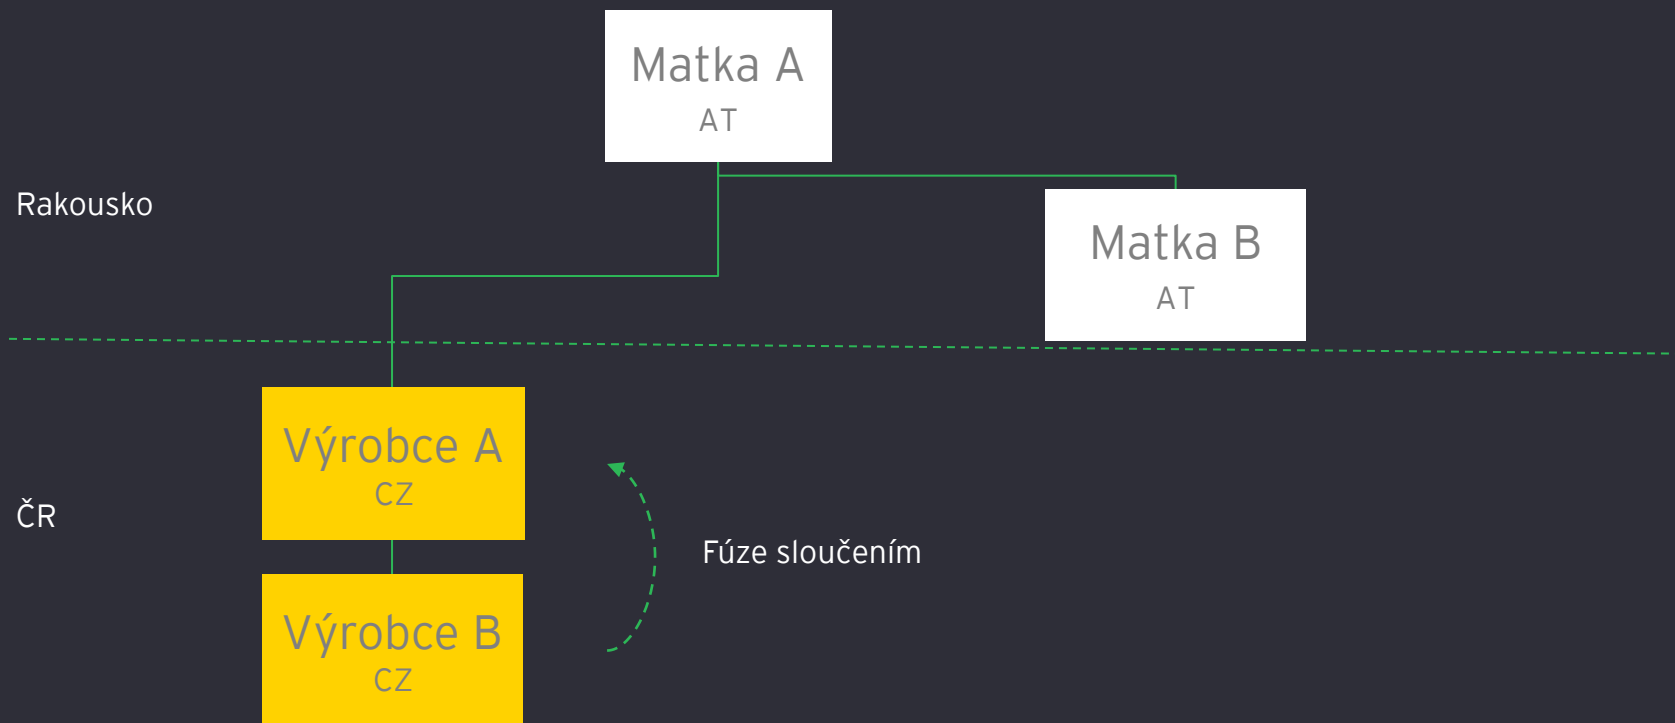 Matka A
AT
Rakousko
Matka B
AT
Výrobce A
CZ
ČR
Fúze sloučením
Výrobce B
CZ